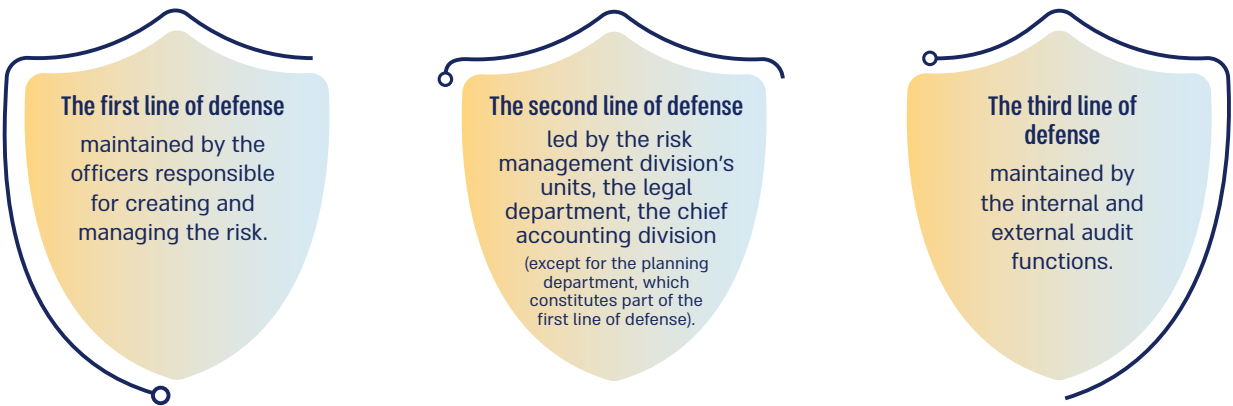 The first line of defense
maintained by the
officers responsible
for creating and
managing the risk.
The second line of defense
led by the risk
management division's
units, the legal
department, the chief
accounting division
(except for the planning
department, which
constitutes part of the
first line of defense).
The third line of
defense
maintained by
the internal and
external audit
functions.